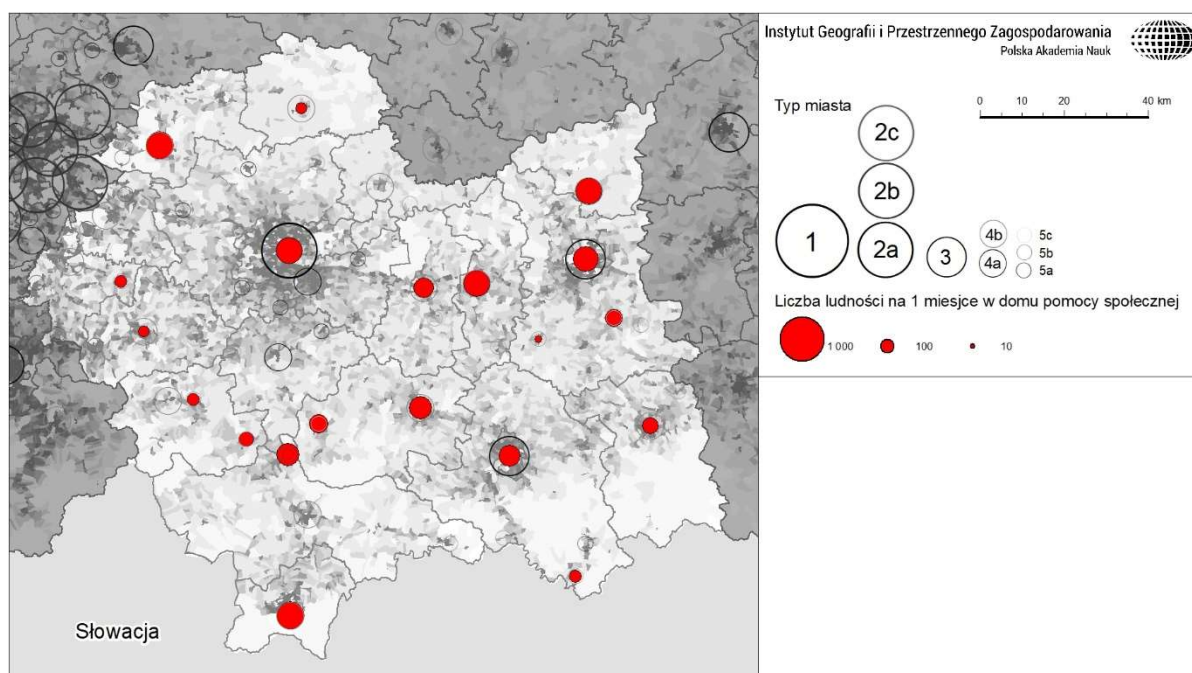 Instytut Geografii i Przestrzennego Zagospodarowania
Polska Akademia Nauk
Typ miasta
0 10 20 40 km
2c
2b
1
2a
3
4b
4a
5c
5b
5a
Liczba ludności na 1 miesjce w domu pomocy społecznej
1 000
100
10
Słowacja